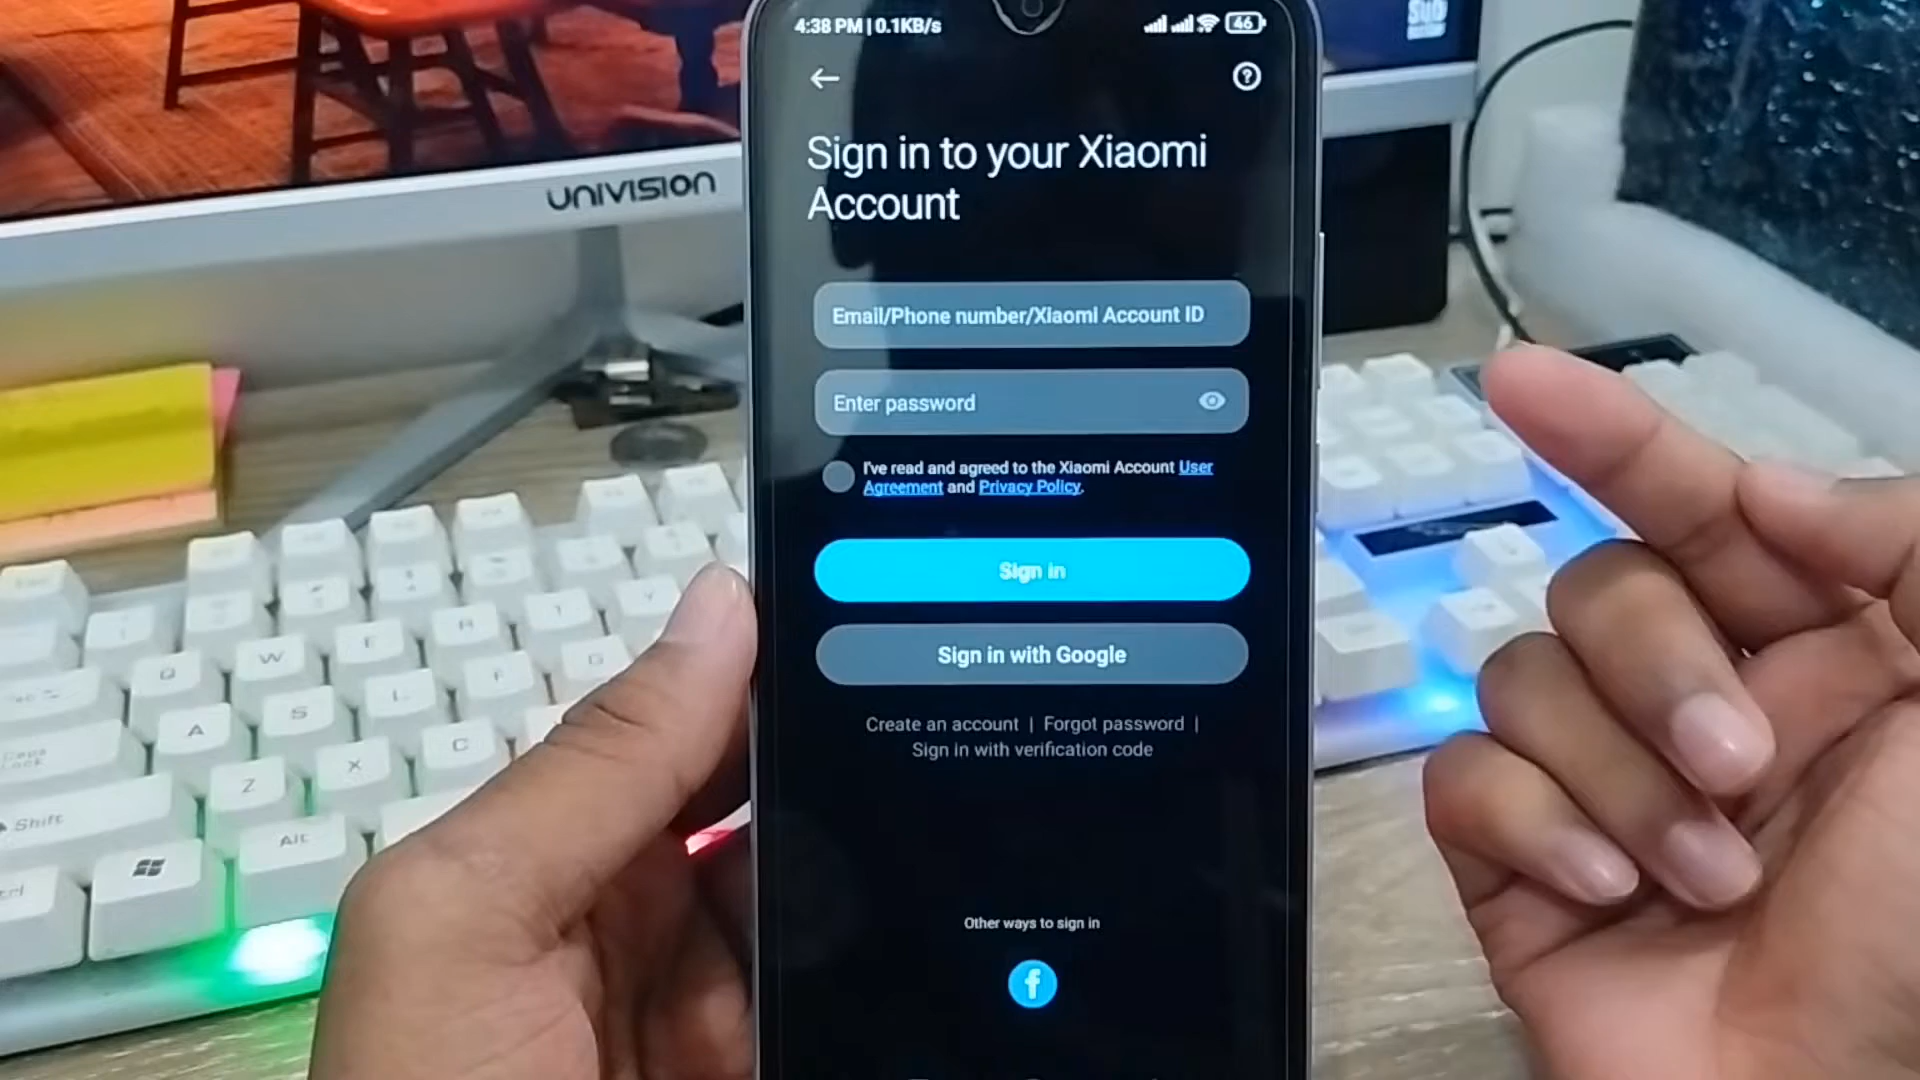 4:38 PM | 0.1KB/s
46
Sign in to your Xiaomi
Account
Email/Phone number/Xiaomi Account ID
Enter password
I've read and agreed to the Xiaomi Account User
Agreement and Privacy Policy.
Sign in
Sign in with Google
Create an account | Forgot password |
Sign in with verification code
Other ways to sign in
f
UNIVISION
Q
W
A
S
Z
X
C
Shift
Alt